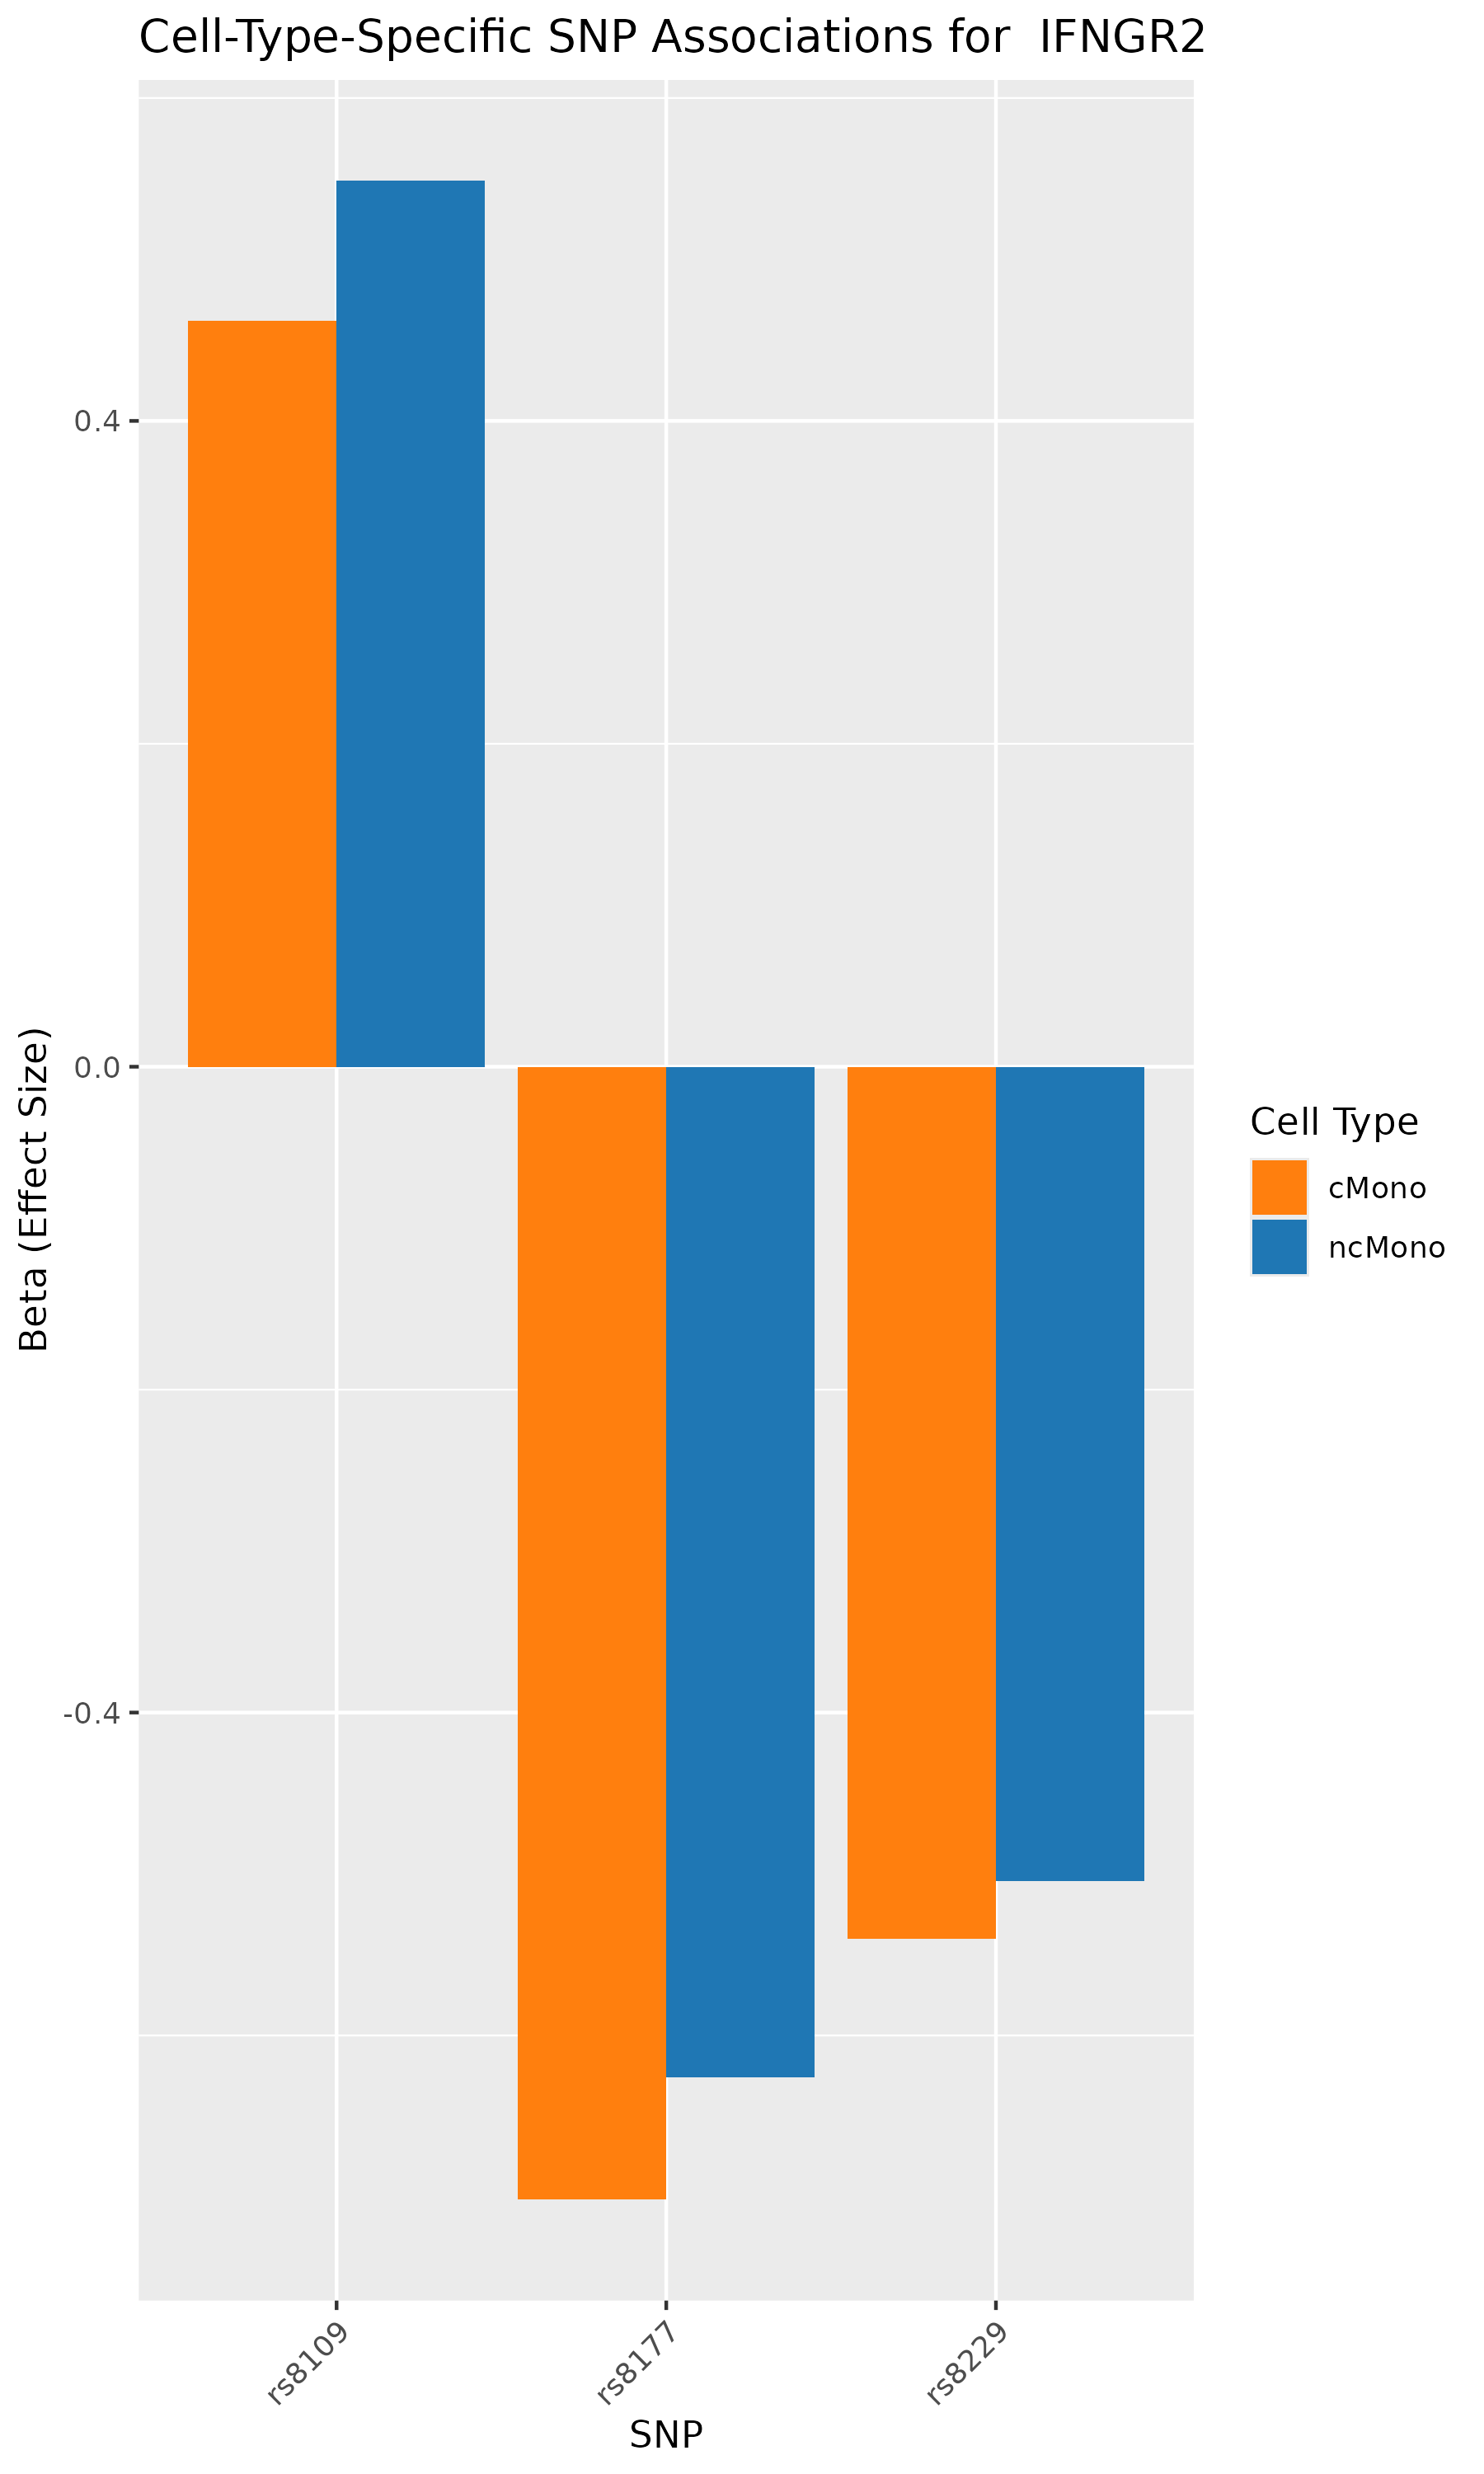 Cell-Type-Specific SNP Associations for  IFNGR2
Beta (Effect Size)
0.4
0.0
-0.4
rs8109
rs8177
rs8229
SNP
Cell Type
cMono
ncMono